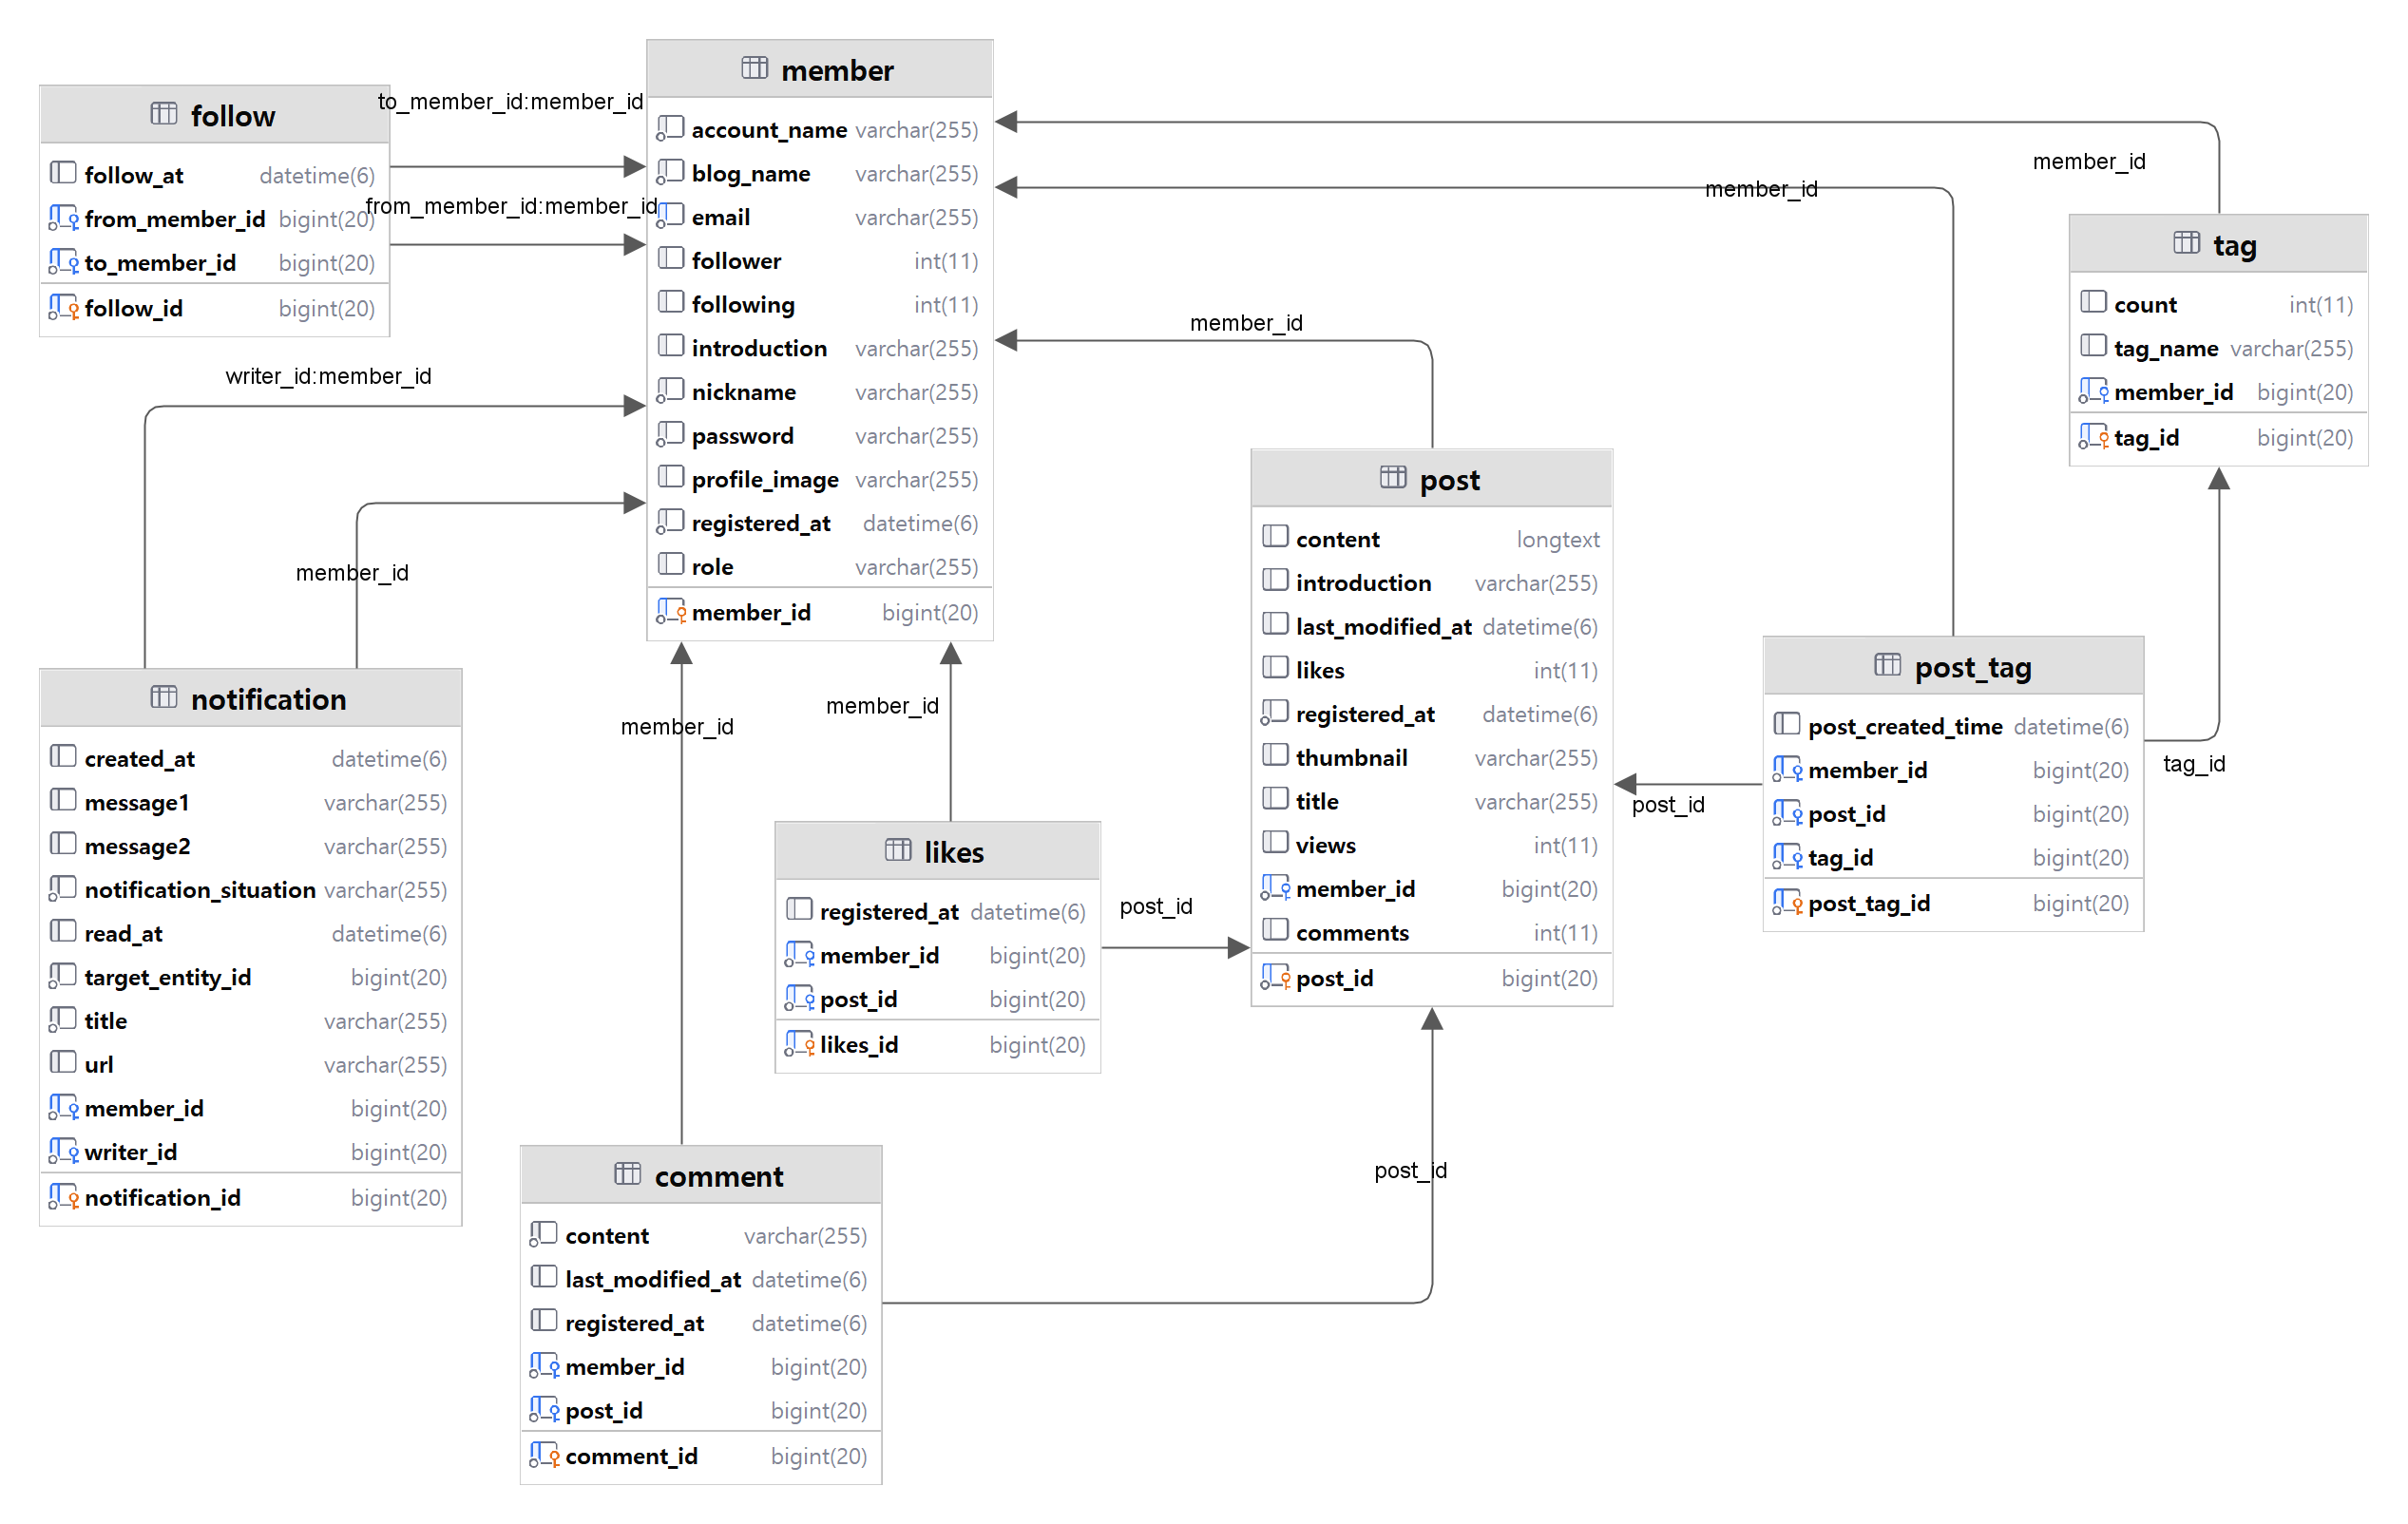 follow
follow_at datetime(6)
from_member_id bigint(20)
to_member_id bigint(20)
follow_id bigint(20)
to_member_id:member_id
from_member_id:member_id
member
account_name varchar(255)
blog_name varchar(255)
email varchar(255)
follower int(11)
following int(11)
introduction varchar(255)
nickname varchar(255)
password varchar(255)
profile_image varchar(255)
registered_at datetime(6)
role varchar(255)
member_id bigint(20)
member_id
member_id
member_id
tag
count int(11)
tag_name varchar(255)
member_id bigint(20)
tag_id bigint(20)
writer_id:member_id
member_id
notification
created_at datetime(6)
message1 varchar(255)
message2 varchar(255)
notification_situation varchar(255)
read_at datetime(6)
target_entity_id bigint(20)
title varchar(255)
url varchar(255)
member_id bigint(20)
writer_id bigint(20)
notification_id bigint(20)
member_id
member_id
likes
registered_at datetime(6)
member_id bigint(20)
post_id bigint(20)
likes_id bigint(20)
post_id
post
content longtext
introduction varchar(255)
last_modified_at datetime(6)
likes int(11)
registered_at datetime(6)
thumbnail varchar(255)
title varchar(255)
views int(11)
member_id bigint(20)
comments int(11)
post_id bigint(20)
post_id
post_tag
post_created_time datetime(6)
member_id bigint(20)
post_id bigint(20)
tag_id bigint(20)
post_tag_id bigint(20)
tag_id
comment
content varchar(255)
last_modified_at datetime(6)
registered_at datetime(6)
member_id bigint(20)
post_id bigint(20)
comment_id bigint(20)
post_id